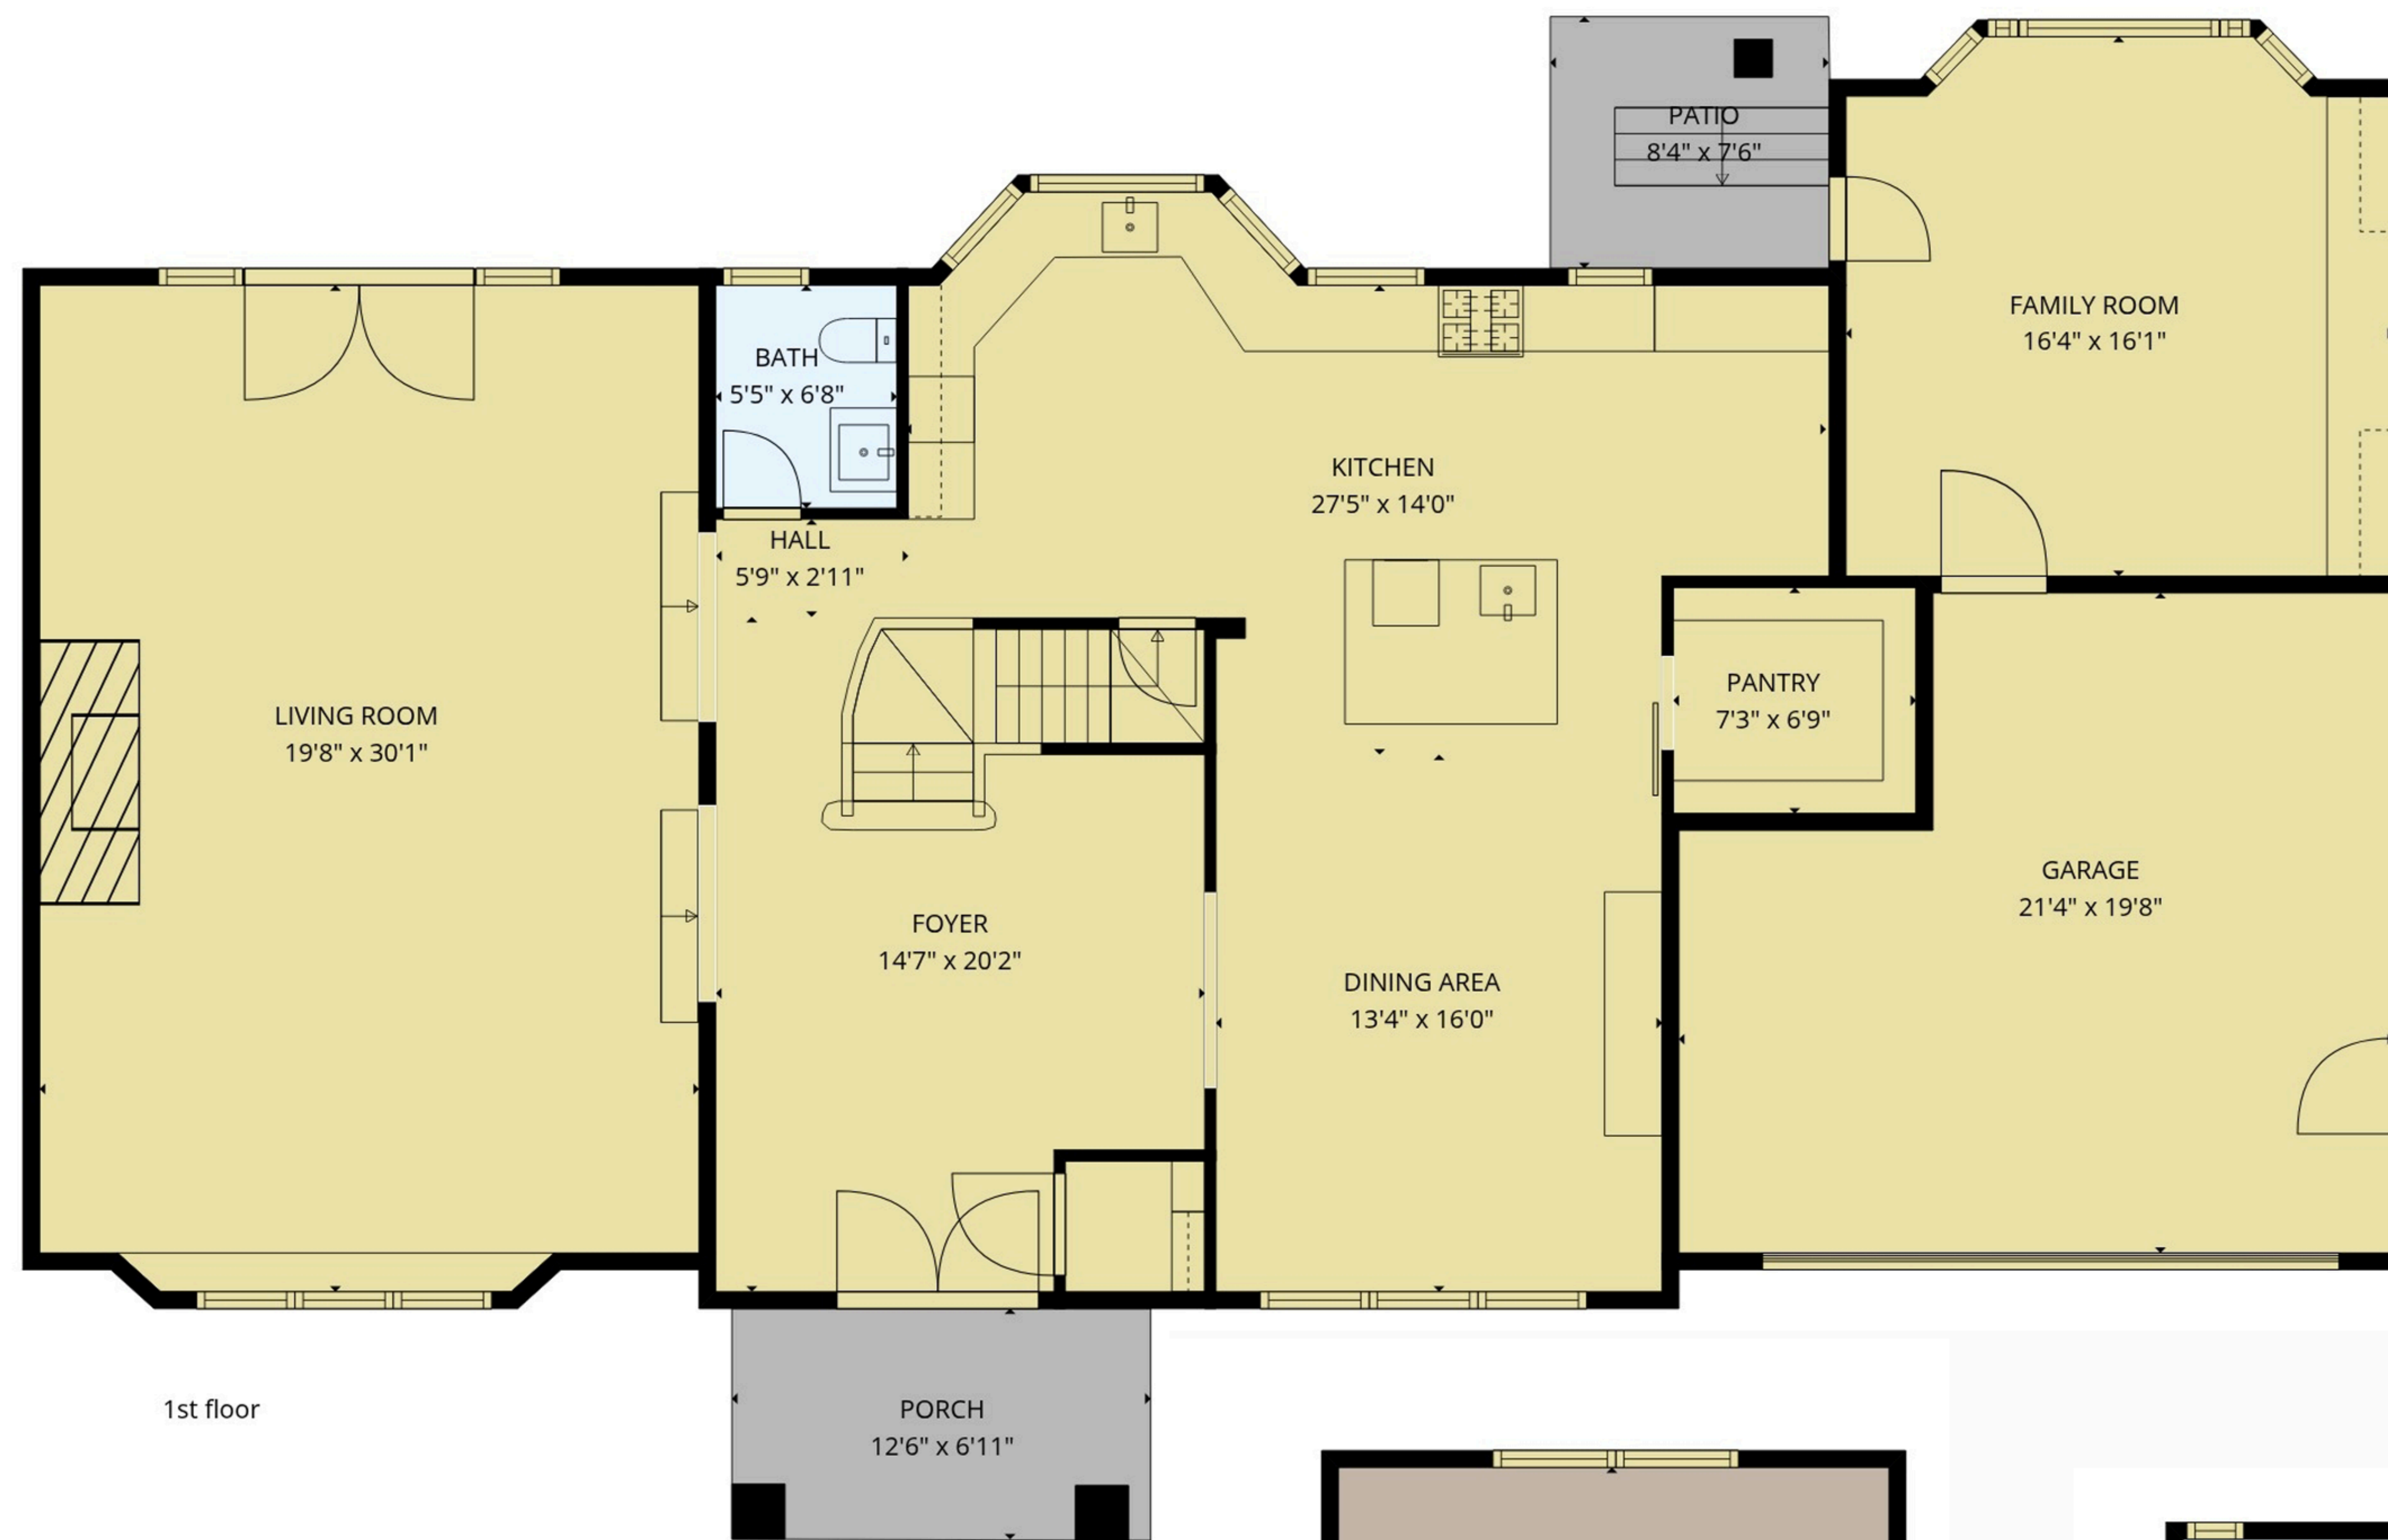 PATIO
8'4" x 7'6"
FAMILY ROOM
16'4" x 16'1"
BATH
5'5" x 6'8"
KITCHEN
27'5" x 14'0"
HALL
5'9" x 2'11"
LIVING ROOM
19'8" x 30'1"
PANTRY
7'3" x 6'9"
GARAGE
21'4" x 19'8"
FOYER
14'7" x 20'2"
DINING AREA
13'4" x 16'0"
1st floor
PORCH
12'6" x 6'11"